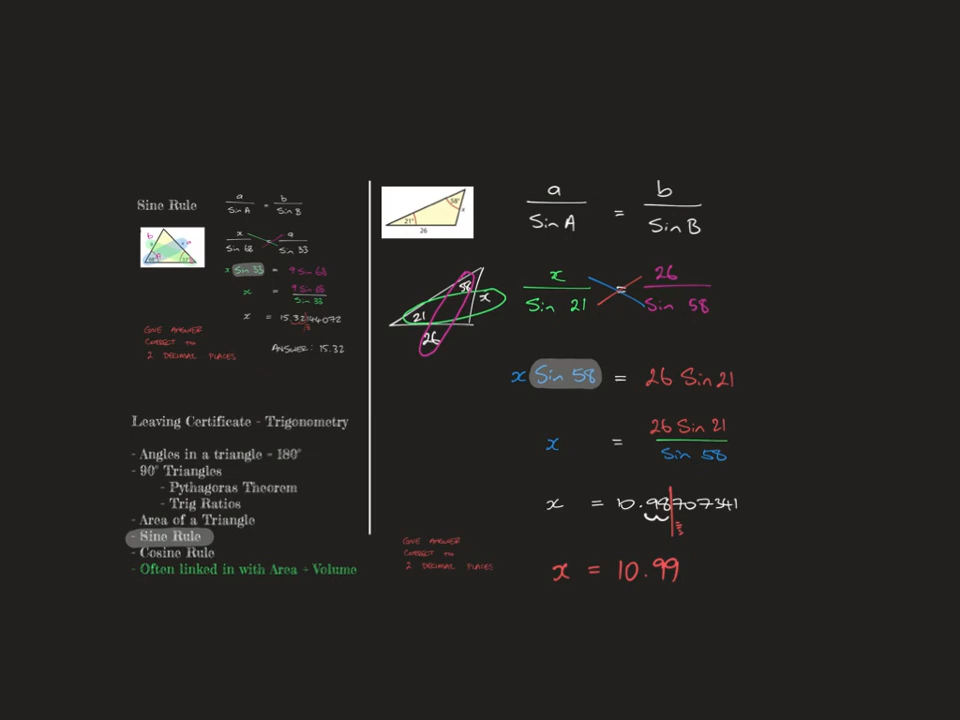 Sine Rule
a / Sin A = b / Sin B
x / Sin 68 = 9 / Sin 33
x Sin 33 = 9 Sin 68
x = 9 Sin 68 / Sin 33
x = 15.32144072
GIVE ANSWER
CORRECT TO
2 DECIMAL PLACES
ANSWER: 15.32
Leaving Certificate - Trigonometry
- Angles in a triangle = 180°
- 90° Triangles
- Pythagoras Theorem
- Trig Ratios
- Area of a Triangle
- Sine Rule
- Cosine Rule
- Often linked in with Area + Volume
58°
x
21°
26
58
x
21
26
a / Sin A = b / Sin B
x / Sin 21 = 26 / Sin 58
x Sin 58 = 26 Sin 21
x = 26 Sin 21 / Sin 58
x = 10.98707341
GIVE ANSWER
CORRECT TO
2 DECIMAL PLACES
x = 10.99